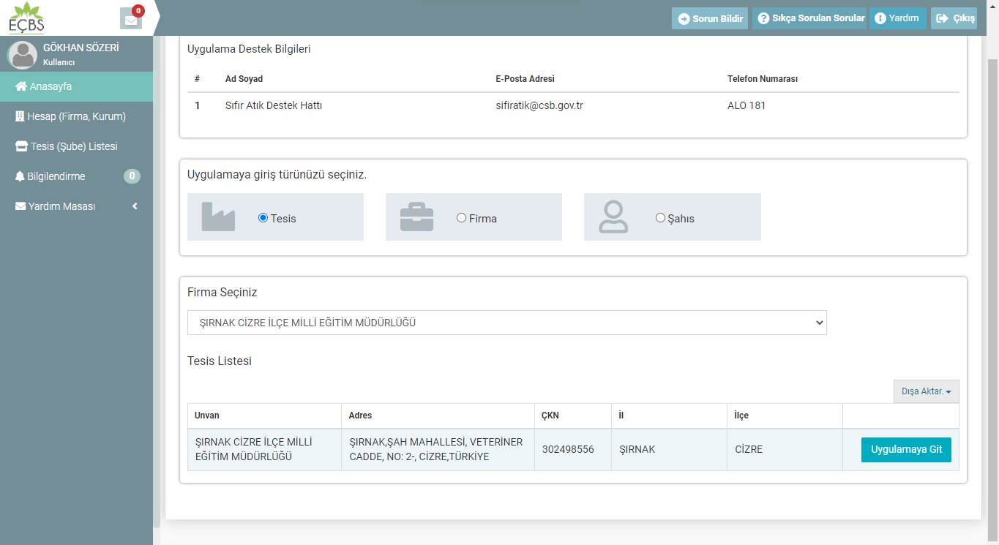 EÇBS
0
Sorun Bildir
Sıkça Sorulan Sorular
Yardım
Çıkış
GÖKHAN SÖZERİ
Kullanıcı
Anasayfa
Hesap (Firma, Kurum)
Tesis (Şube) Listesi
Bilgilendirme 0
Yardım Masası
Uygulama Destek Bilgileri
# Ad Soyad E-Posta Adresi Telefon Numarası
1 Sıfır Atık Destek Hattı sifiratik@csb.gov.tr ALO 181
Uygulamaya giriş türünüzü seçiniz.
Tesis Firma Şahıs
Firma Seçiniz
ŞIRNAK CİZRE İLÇE MİLLİ EĞİTİM MÜDÜRLÜĞÜ
Tesis Listesi
Dışa Aktar.
Unvan Adres ÇKN İl İlçe
ŞIRNAK CİZRE İLÇE MİLLİ
EĞİTİM MÜDÜRLÜĞÜ
ŞIRNAK,ŞAH MAHALLESİ, VETERİNER
CADDE, NO: 2-, CİZRE,TÜRKİYE
302498556
ŞIRNAK
CİZRE
Uygulamaya Git